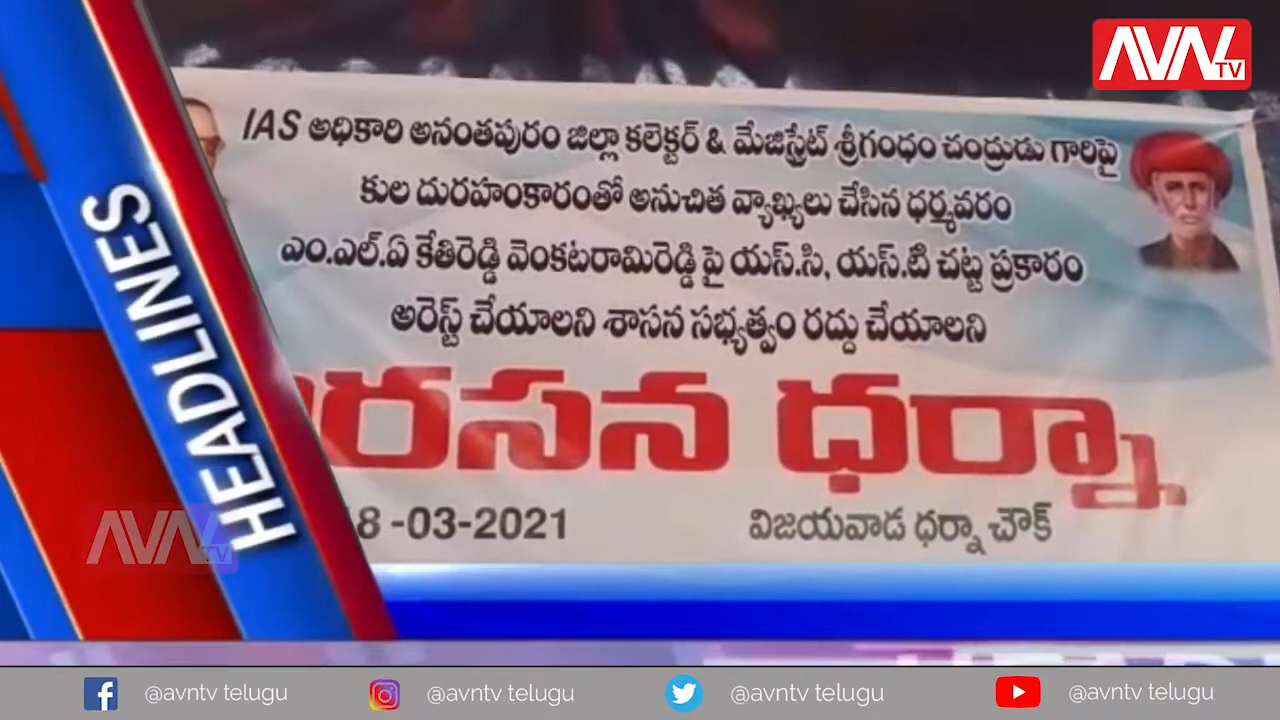 AVN TV
HEADLINES
IAS అధికారి అనంతపురం జిల్లా కలెక్టర్ & మేజిస్ట్రేట్ శ్రీగంధం చంద్రుడు గారిపై
కుల దురహంకారంతో అనుచిత వ్యాఖ్యలు చేసిన ధర్మవరం
ఎం.ఎల్.ఏ కేతిరెడ్డి వెంకటరామిరెడ్డి పై యస్.సి, యస్.టి చట్ట ప్రకారం
అరెస్ట్ చేయాలని శాసన సభ్యత్వం రద్దు చేయాలని
ధర్నా
8 -03-2021 విజయవాడ ధర్నా చౌక్
AVN TV
@avntv telugu @avntv telugu @avntv telugu @avntv telugu